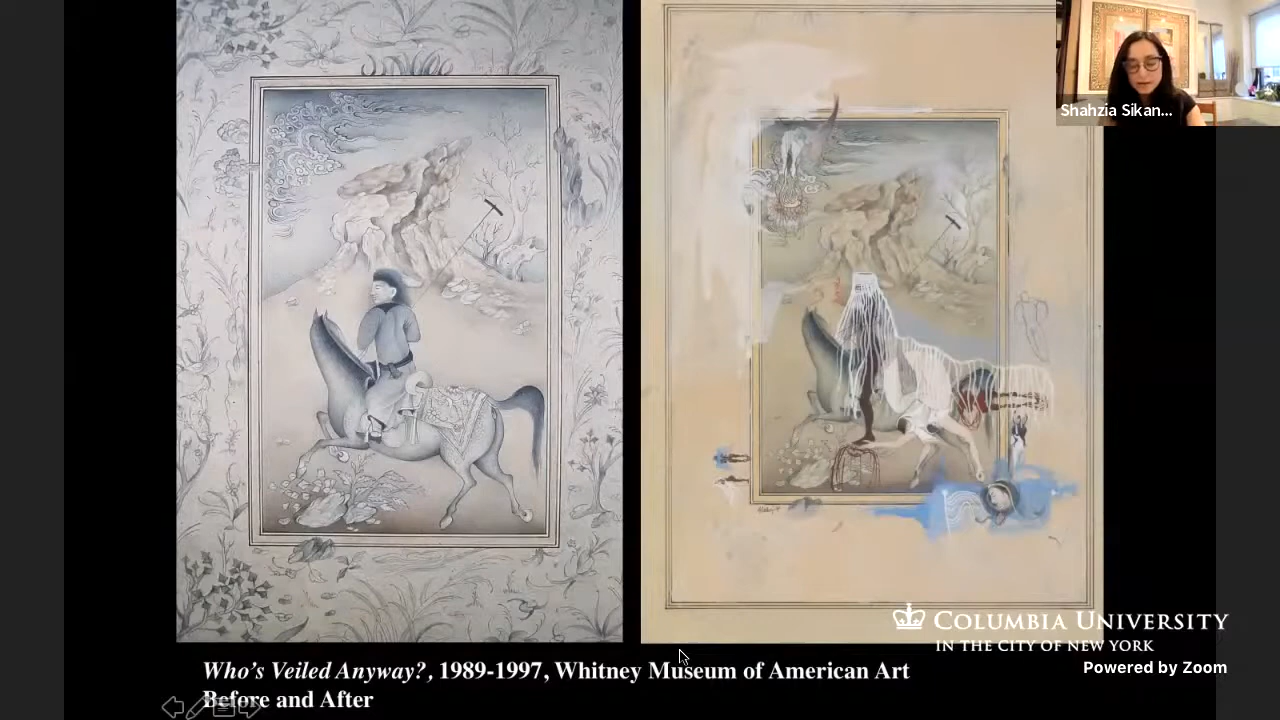 Shahzia Sikan...
COLUMBIA UNIVERSITY
IN THE CITY OF NEW YORK
Powered by Zoom
Who's Veiled Anyway?, 1989-1997, Whitney Museum of American Art
Before and After